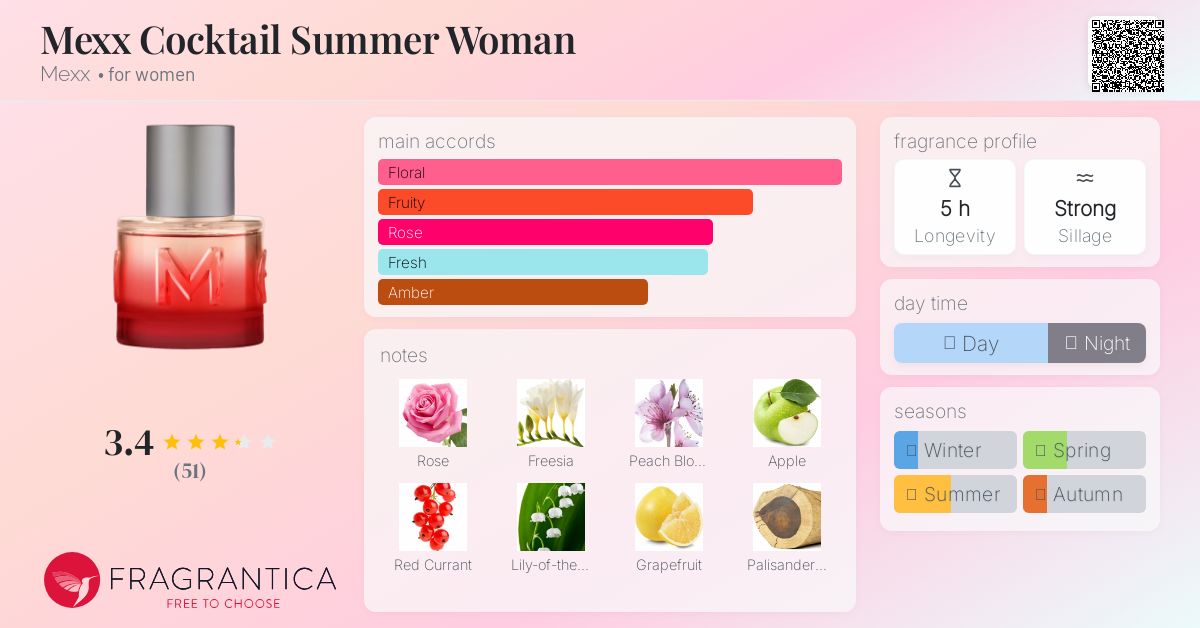 Mexx Cocktail Summer Woman
Mexx • for women
main accords
Floral
Fruity
Rose
Fresh
Amber
notes
Rose
Freesia
Peach Blo...
Apple
Red Currant
Lily-of-the...
Grapefruit
Palisander...
fragrance profile
5 h
Longevity
Strong
Sillage
day time
Day
Night
seasons
Winter
Spring
Summer
Autumn
M
3.4
(51)
FRAGRANTICA
FREE TO CHOOSE